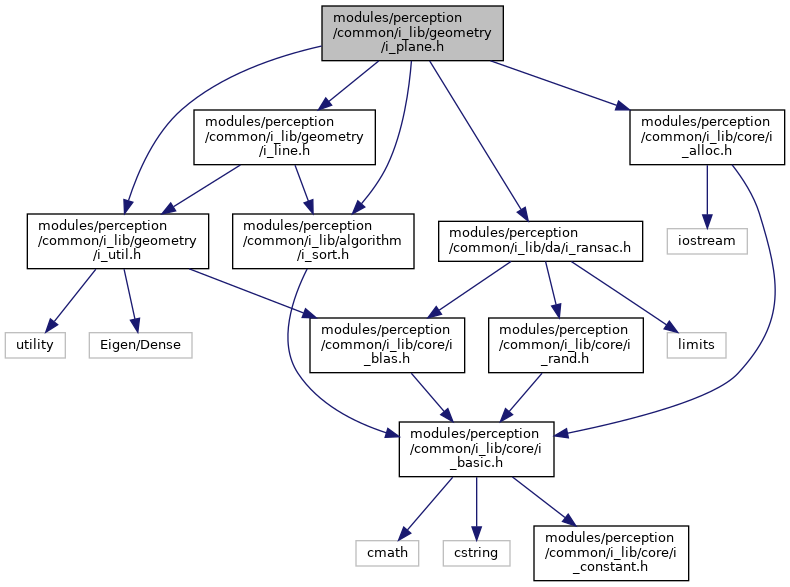 modules/perception
/common/i_lib/geometry
/i_plane.h
modules/perception
/common/i_lib/geometry
/i_line.h
modules/perception
/common/i_lib/core/i
_alloc.h
modules/perception
/common/i_lib/geometry
/i_util.h
modules/perception
/common/i_lib/algorithm
/i_sort.h
modules/perception
/common/i_lib/da/i_ransac.h
iostream
utility
Eigen/Dense
modules/perception
/common/i_lib/core/i
_blas.h
modules/perception
/common/i_lib/core/i
_rand.h
limits
modules/perception
/common/i_lib/core/i
_basic.h
cmath
cstring
modules/perception
/common/i_lib/core/i
_constant.h